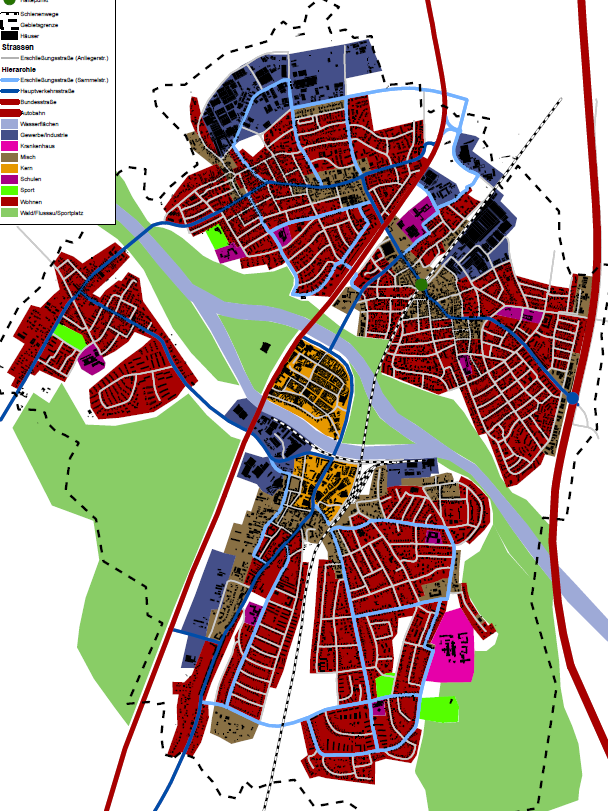 Haltepunkt
Schienenwege
Gebietsgrenze
Häuser
Strassen
Erschließungsstraße (Anliegerstr.)
Hierarchie
Erschließungsstraße (Sammelstr.)
Hauptverkehrsstraße
Bundesstraße
Autobahn
Wasserflächen
Gewerbe/Industrie
Krankenhaus
Misch
Kern
Schulen
Sport
Wohnen
Wald/Flussau/Sportplatz